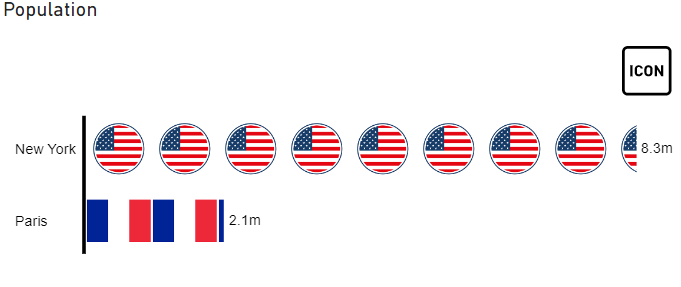 Population
ICON
New York 8.3m
Paris 2.1m